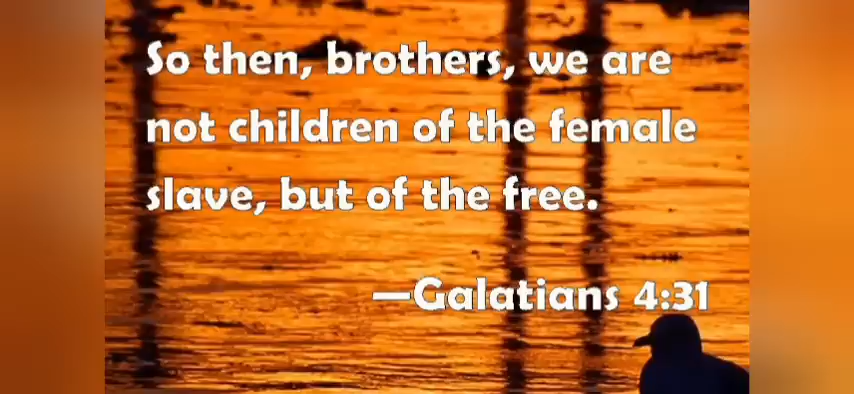 So then, brothers, we are
not children of the female
slave, but of the free.
—Galatians 4:31